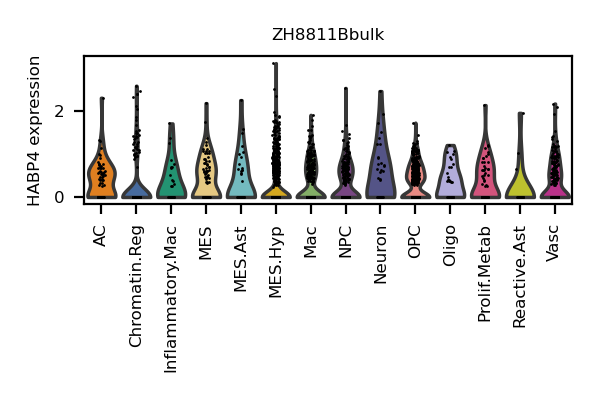 ZH8811Bbulk
HABP4 expression
2
0
AC
Chromatin.Reg
Inflammatory.Mac
MES
MES.Ast
MES.Hyp
Mac
NPC
Neuron
OPC
Oligo
Prolif.Metab
Reactive.Ast
Vasc